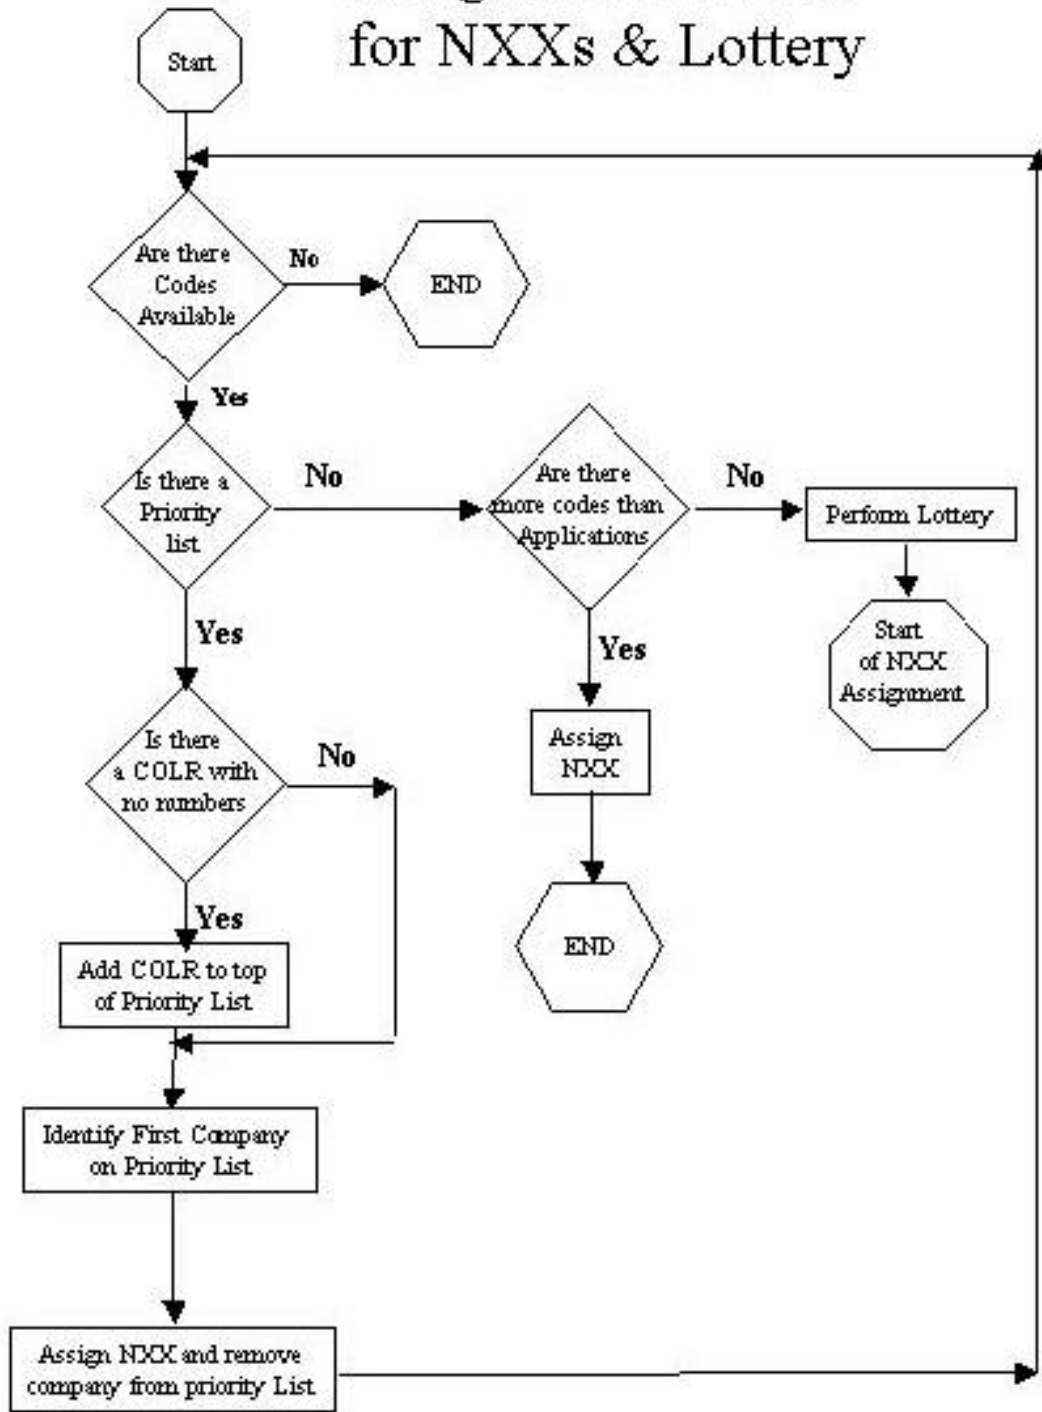 for NXXs & Lottery
Start
Are there
Codes
Available
No
END
Yes
Is there a
Priority
list
No
Are there
more codes than
Applications
No
Perform Lottery
Start
of NXX
Assignment
Yes
Yes
Assign
NXX
Is there
a COLR with
no numbers
No
END
Yes
Add COLR to top
of Priority List
Identify First Company
on Priority List
Assign NXX and remove
company from priority List